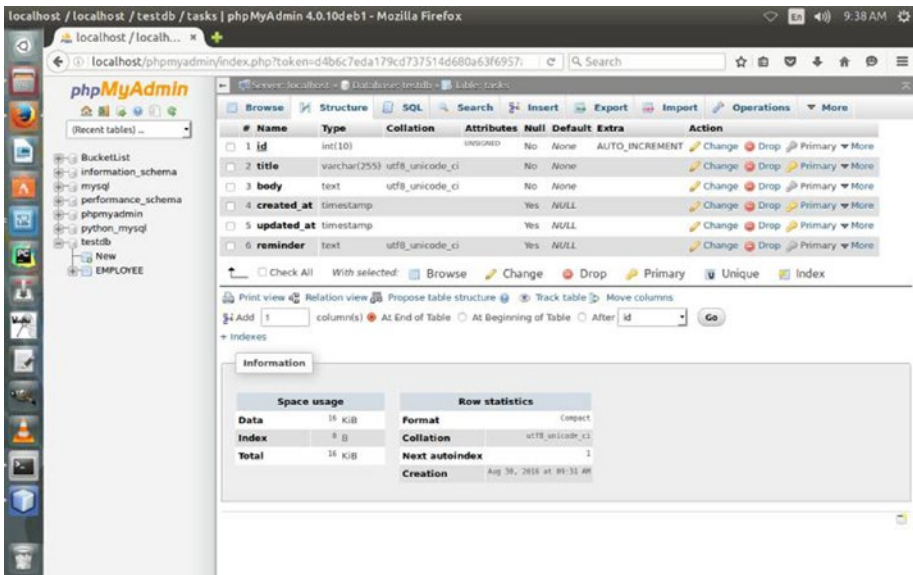 localhost / localhost / testdb / tasks | phpMyAdmin 4.0.10deb1 - Mozilla Firefox
En
9:38 AM
localhost / localh... ×
localhost/phpmyadmin/index.php?token=d4b6c7eda179cd737514d680a63f6957
Search
phpMyAdmin
(Recent tables) ...
BucketList
information_schema
mysql
performance_schema
phpmyadmin
python_mysql
testdb
New
EMPLOYEE
Server: localhost » Database: testdb » Table: tasks
Browse Structure SQL Search Insert Export Import Operations More
# Name Type Collation Attributes Null Default Extra Action
1 id int(10) UNSIGNED No None AUTO_INCREMENT Change Drop Primary More
2 title varchar(255) utf8_unicode_ci No None Change Drop Primary More
3 body text utf8_unicode_ci No None Change Drop Primary More
4 created_at timestamp Yes NULL Change Drop Primary More
5 updated_at timestamp Yes NULL Change Drop Primary More
6 reminder text utf8_unicode_ci Yes NULL Change Drop Primary More
Check All With selected: Browse Change Drop Primary Unique Index
Print view Relation view Propose table structure Track table Move columns
Add 1 column(s) At End of Table At Beginning of Table After id Go
+ Indexes
Information
Space usage
Data 16 KiB
Index 0 B
Total 16 KiB
Row statistics
Format Compact
Collation utf8_unicode_ci
Next autoindex 1
Creation Aug 30, 2016 at 09:31 AM